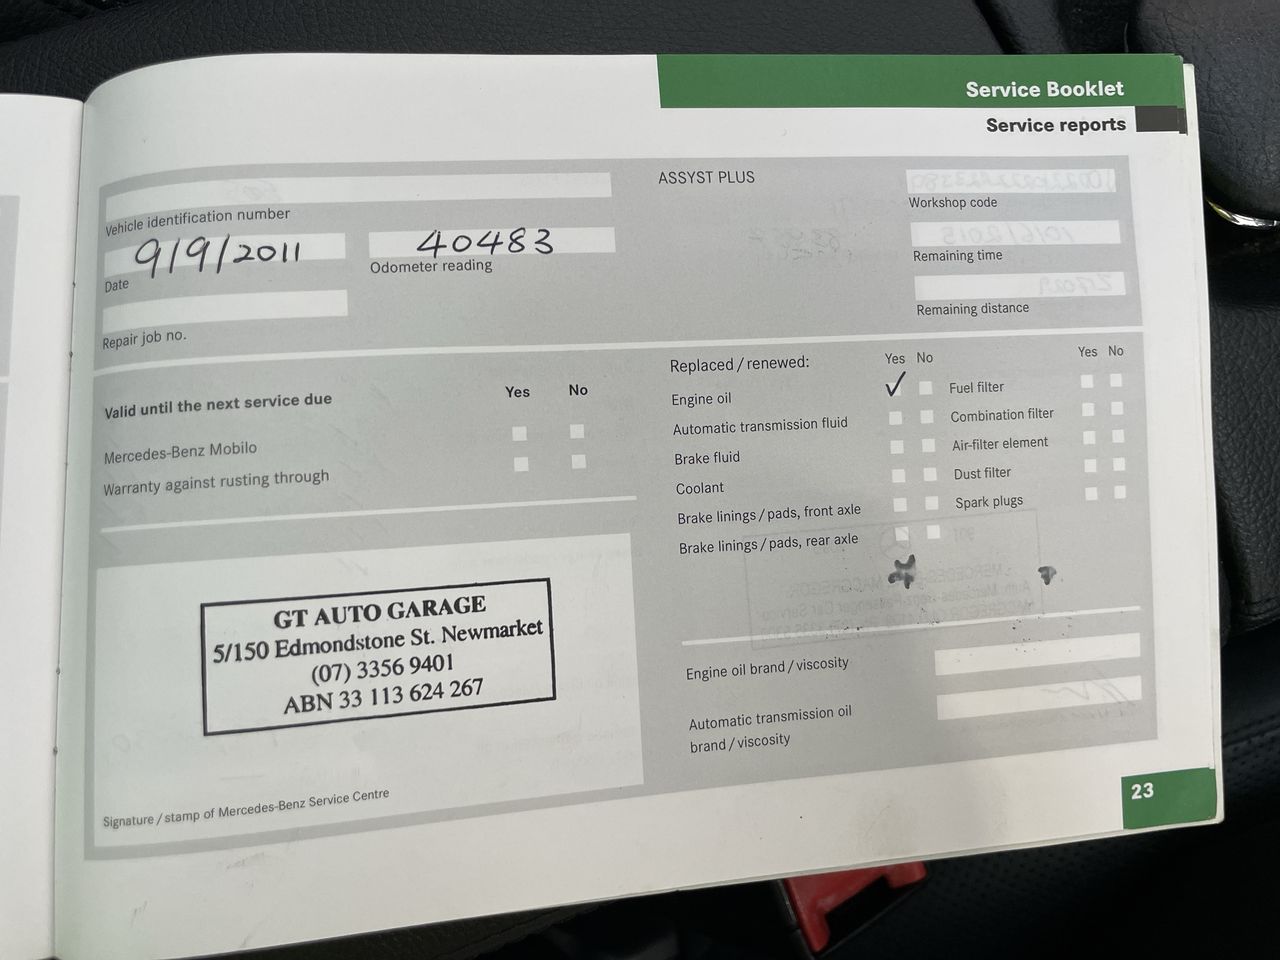 Service Booklet
Service reports
Vehicle identification number
9/9/2011
Date
40483
Odometer reading
Repair job no.
ASSYST PLUS
Workshop code
Remaining time
Remaining distance
Valid until the next service due
Yes No
Mercedes-Benz Mobilo
Warranty against rusting through
Replaced / renewed:
Yes No
Engine oil ✓
Automatic transmission fluid
Brake fluid
Coolant
Brake linings / pads, front axle
Brake linings / pads, rear axle
Yes No
Fuel filter
Combination filter
Air-filter element
Dust filter
Spark plugs
GT AUTO GARAGE
5/150 Edmondstone St. Newmarket
(07) 3356 9401
ABN 33 113 624 267
Signature / stamp of Mercedes-Benz Service Centre
Engine oil brand / viscosity
Automatic transmission oil
brand / viscosity
23